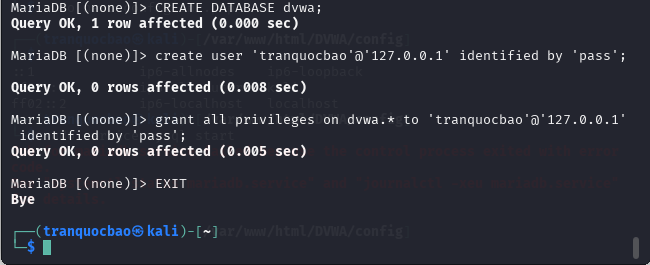 MariaDB [(none)]> CREATE DATABASE dvwa;
Query OK, 1 row affected (0.000 sec)
MariaDB [(none)]> create user 'tranquocbao'@'127.0.0.1' identified by 'pass';
Query OK, 0 rows affected (0.008 sec)
MariaDB [(none)]> grant all privileges on dvwa.* to 'tranquocbao'@'127.0.0.1'
identified by 'pass';
Query OK, 0 rows affected (0.005 sec)
MariaDB [(none)]> EXIT
Bye
┌──(tranquocbao㉿kali)-[~]
└─$